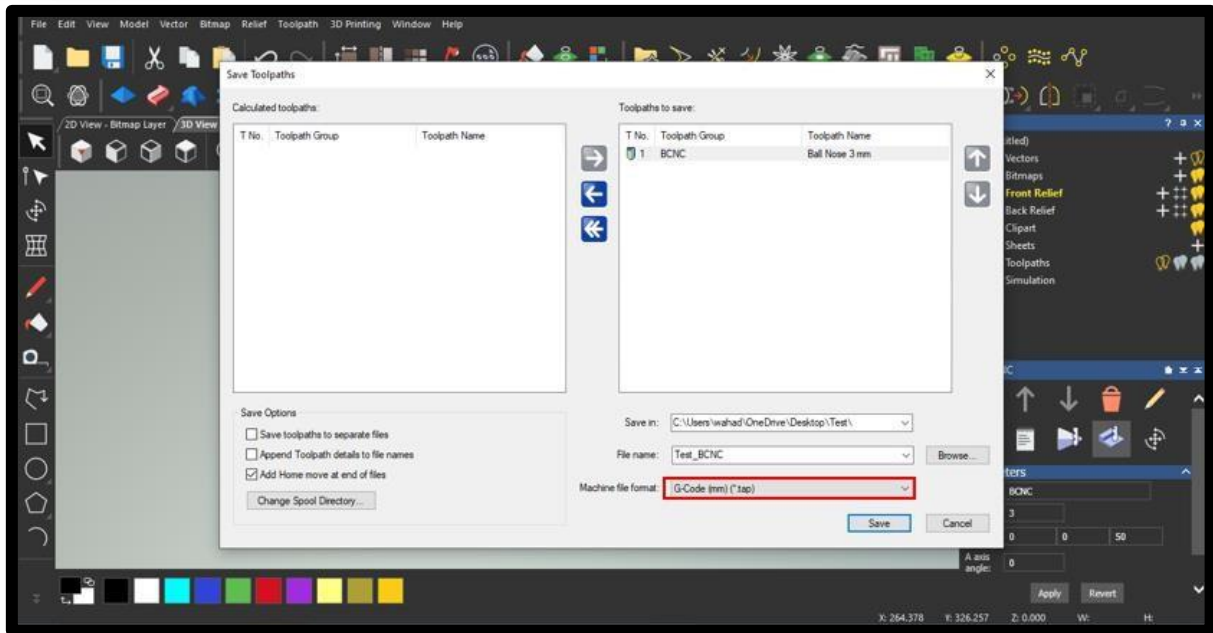 File Edit View Model Vector Bitmap Relief Toolpath 3D Printing Window Help
Save Toolpaths
Calculated toolpaths:
Toolpaths to save:
T No. Toolpath Group Toolpath Name
T No. Toolpath Group Toolpath Name
1 BCNC Ball Nose 3 mm
2D View - Bitmap Layer 3D View
Vectors
Bitmaps
Front Relief
Back Relief
Clipart
Sheets
Toolpaths
Simulation
Save Options
Save toolpaths to separate files
Append Toolpath details to file names
Add Home move at end of files
Change Spool Directory...
Save in: C:\Users\wahad\OneDrive\Desktop\Test\
File name: Test_BCNC Browse...
Machine file format: G-Code (mm) (*.tap)
Save Cancel
BCNC
3
0 0 50
A axis
angle: 0
Apply Revert
X: 264.378 Y: 326.257 Z: 0.000 W: H: